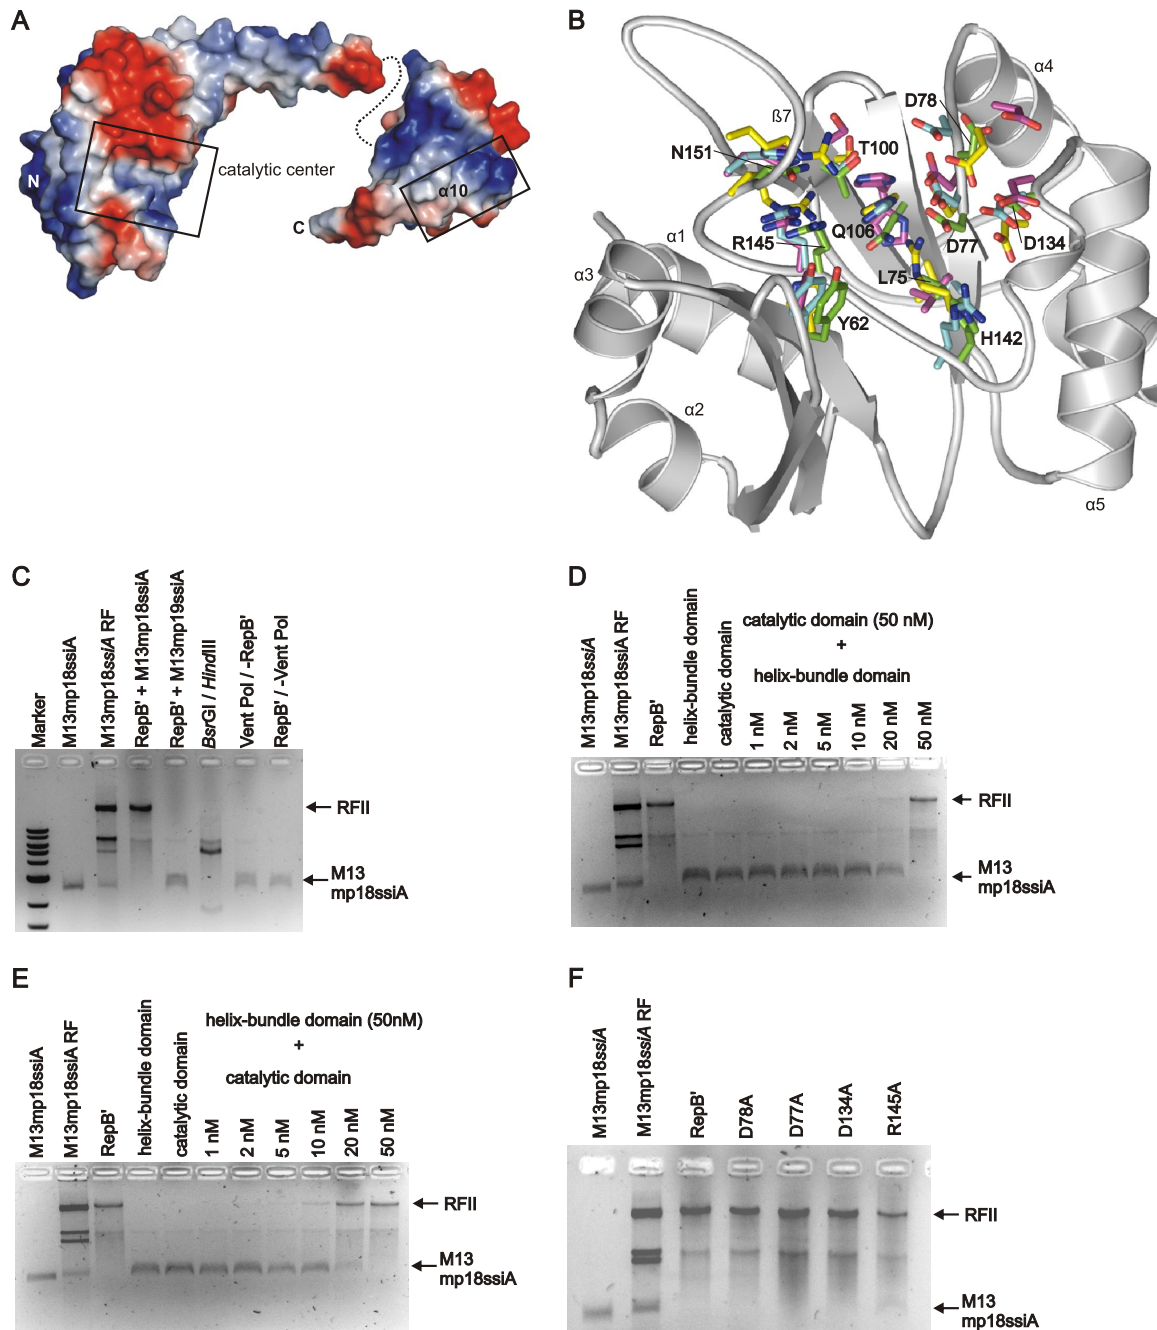 A
catalytic center
N
α10
C
B
α4
ß7
D78
T100
N151
α1
R145
Q106
D77
D134
α3
L75
Y62
H142
α2
α5
C
Marker
M13mp18ssiA
M13mp18ssiA RF
RepB' + M13mp18ssiA
RepB' + M13mp19ssiA
BsrGI / HindIII
Vent Pol / -RepB'
RepB' / -Vent Pol
RFII
M13
mp18ssiA
D
M13mp18ssiA
M13mp18ssiA RF
RepB'
helix-bundle domain
catalytic domain
catalytic domain (50 nM)
+
helix-bundle domain
1 nM
2 nM
5 nM
10 nM
20 nM
50 nM
RFII
M13
mp18ssiA
E
M13mp18ssiA
M13mp18ssiA RF
RepB'
helix-bundle domain
catalytic domain
helix-bundle domain (50nM)
+
catalytic domain
1 nM
2 nM
5 nM
10 nM
20 nM
50 nM
RFII
M13
mp18ssiA
F
M13mp18ssiA
M13mp18ssiA RF
RepB'
D78A
D77A
D134A
R145A
RFII
M13
mp18ssiA